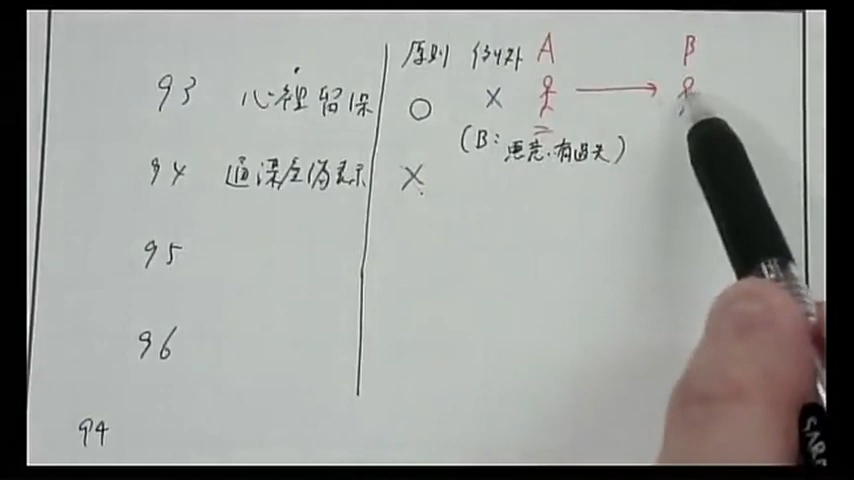 原則 例外 A B
93 心裡留保 ○ ×
(B:悪意・有過失)
94 通謀虚偽表示 ×
95
96
94